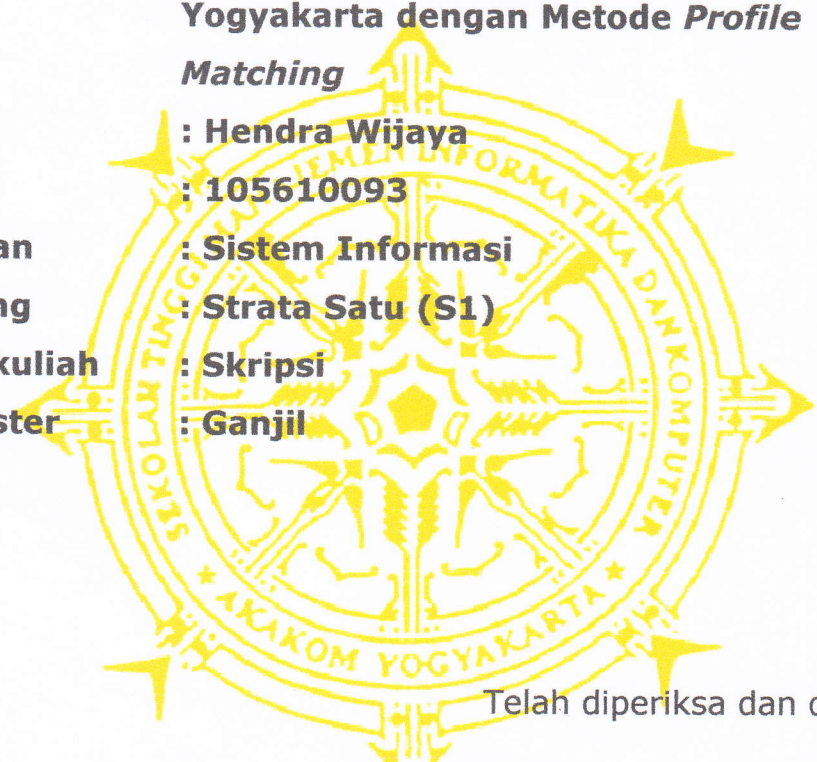 Yogyakarta dengan Metode Profile
Matching
: Hendra Wijaya
: 105610093
an : Sistem Informasi
ng : Strata Satu (S1)
kuliah : Skripsi
ster : Ganjil
SEKOLAH TINGGI MANAJEMEN INFORMATIKA DAN KOMPUTER
★ AKAKOM YOGYAKARTA ★
Telah diperiksa dan d